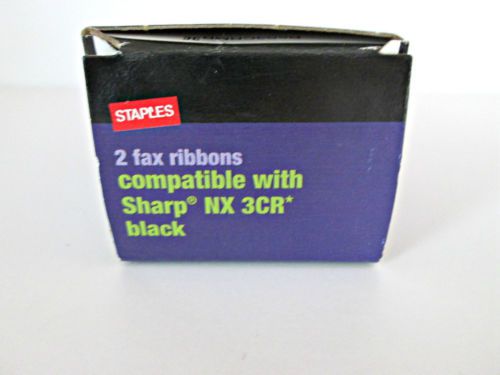 STAPLES
2 fax ribbons
compatible with
Sharp® NX 3CR*
black